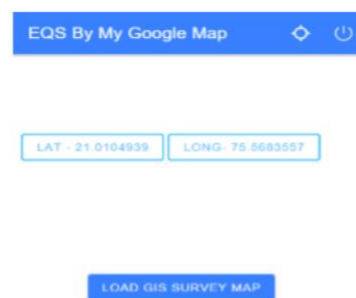 EQS By My Google Map
LAT - 21.0104939 LONG- 75.5683557
LOAD GIS SURVEY MAP